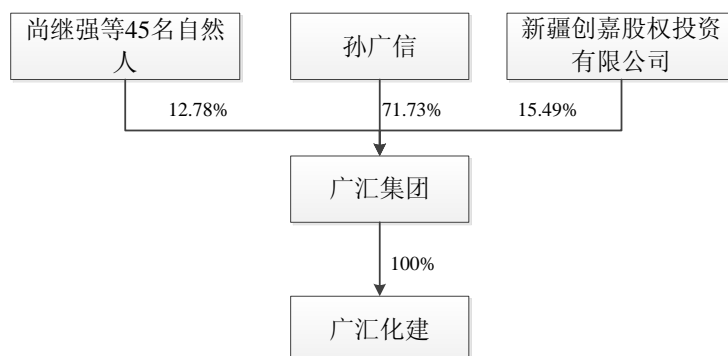 尚继强等45名自然
人
孙广信
新疆创嘉股权投资
有限公司
12.78%
71.73%
15.49%
广汇集团
100%
广汇化建